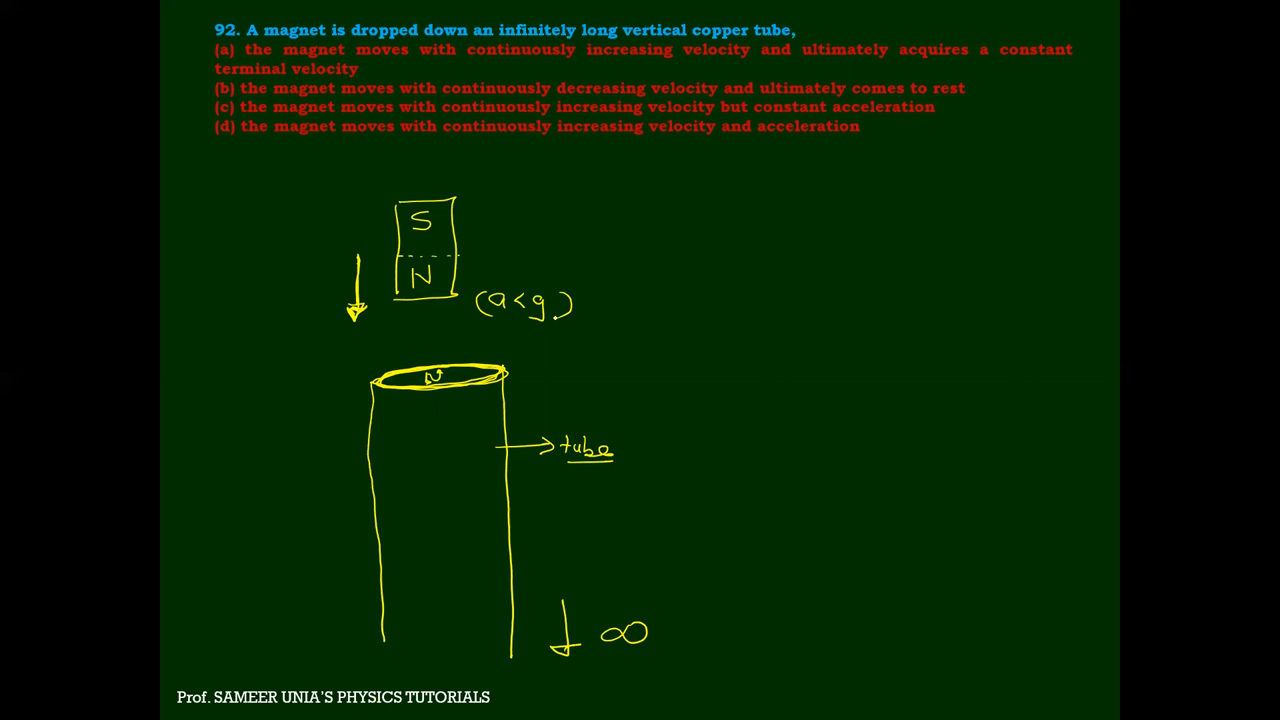 92. A magnet is dropped down an infinitely long vertical copper tube,
(a) the magnet moves with continuously increasing velocity and ultimately acquires a constant
terminal velocity
(b) the magnet moves with continuously decreasing velocity and ultimately comes to rest
(c) the magnet moves with continuously increasing velocity but constant acceleration
(d) the magnet moves with continuously increasing velocity and acceleration
S
N
(a < g)
N
tube
∞
Prof. SAMEER UNIA'S PHYSICS TUTORIALS